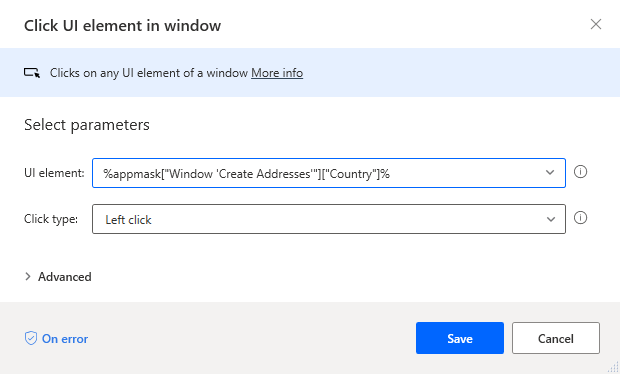 Click UI element in window
Clicks on any UI element of a window More info
Select parameters
UI element: %appmask["Window 'Create Addresses'"]["Country"]%
Click type: Left click
Advanced
On error Save Cancel